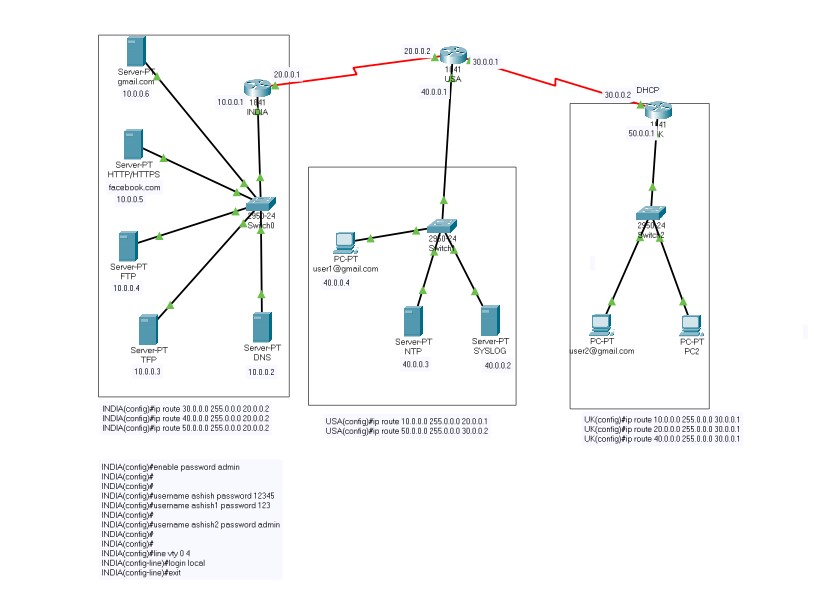 Server-PT
gmail.com
10.0.0.6
Server-PT
HTTP/HTTPS
facebook.com
10.0.0.5
Server-PT
FTP
10.0.0.4
Server-PT
TFP
10.0.0.3
Server-PT
DNS
10.0.0.2
2950-24
Switch0
10.0.0.1
1841
INDIA
20.0.0.1
20.0.0.2
1841
USA
30.0.0.1
40.0.0.1
2950-24
PC-PT
user1@gmail.com
40.0.0.4
Server-PT
NTP
40.0.0.3
Server-PT
SYSLOG
40.0.0.2
DHCP
30.0.0.2
50.0.0.1
2950-24
Switch2
PC-PT
user2@gmail.com
PC-PT
PC2
INDIA(config)#ip route 30.0.0.0 255.0.0.0 20.0.0.2
INDIA(config)#ip route 40.0.0.0 255.0.0.0 20.0.0.2
INDIA(config)#ip route 50.0.0.0 255.0.0.0 20.0.0.2
USA(config)#ip route 10.0.0.0 255.0.0.0 20.0.0.1
USA(config)#ip route 50.0.0.0 255.0.0.0 30.0.0.2
UK(config)#ip route 10.0.0.0 255.0.0.0 30.0.0.1
UK(config)#ip route 20.0.0.0 255.0.0.0 30.0.0.1
UK(config)#ip route 40.0.0.0 255.0.0.0 30.0.0.1
INDIA(config)#enable password admin
INDIA(config)#
INDIA(config)#
INDIA(config)#username ashish password 12345
INDIA(config)#username ashish1 password 123
INDIA(config)#
INDIA(config)#username ashish2 password admin
INDIA(config)#
INDIA(config)#
INDIA(config)#line vty 0 4
INDIA(config-line)#login local
INDIA(config-line)#exit